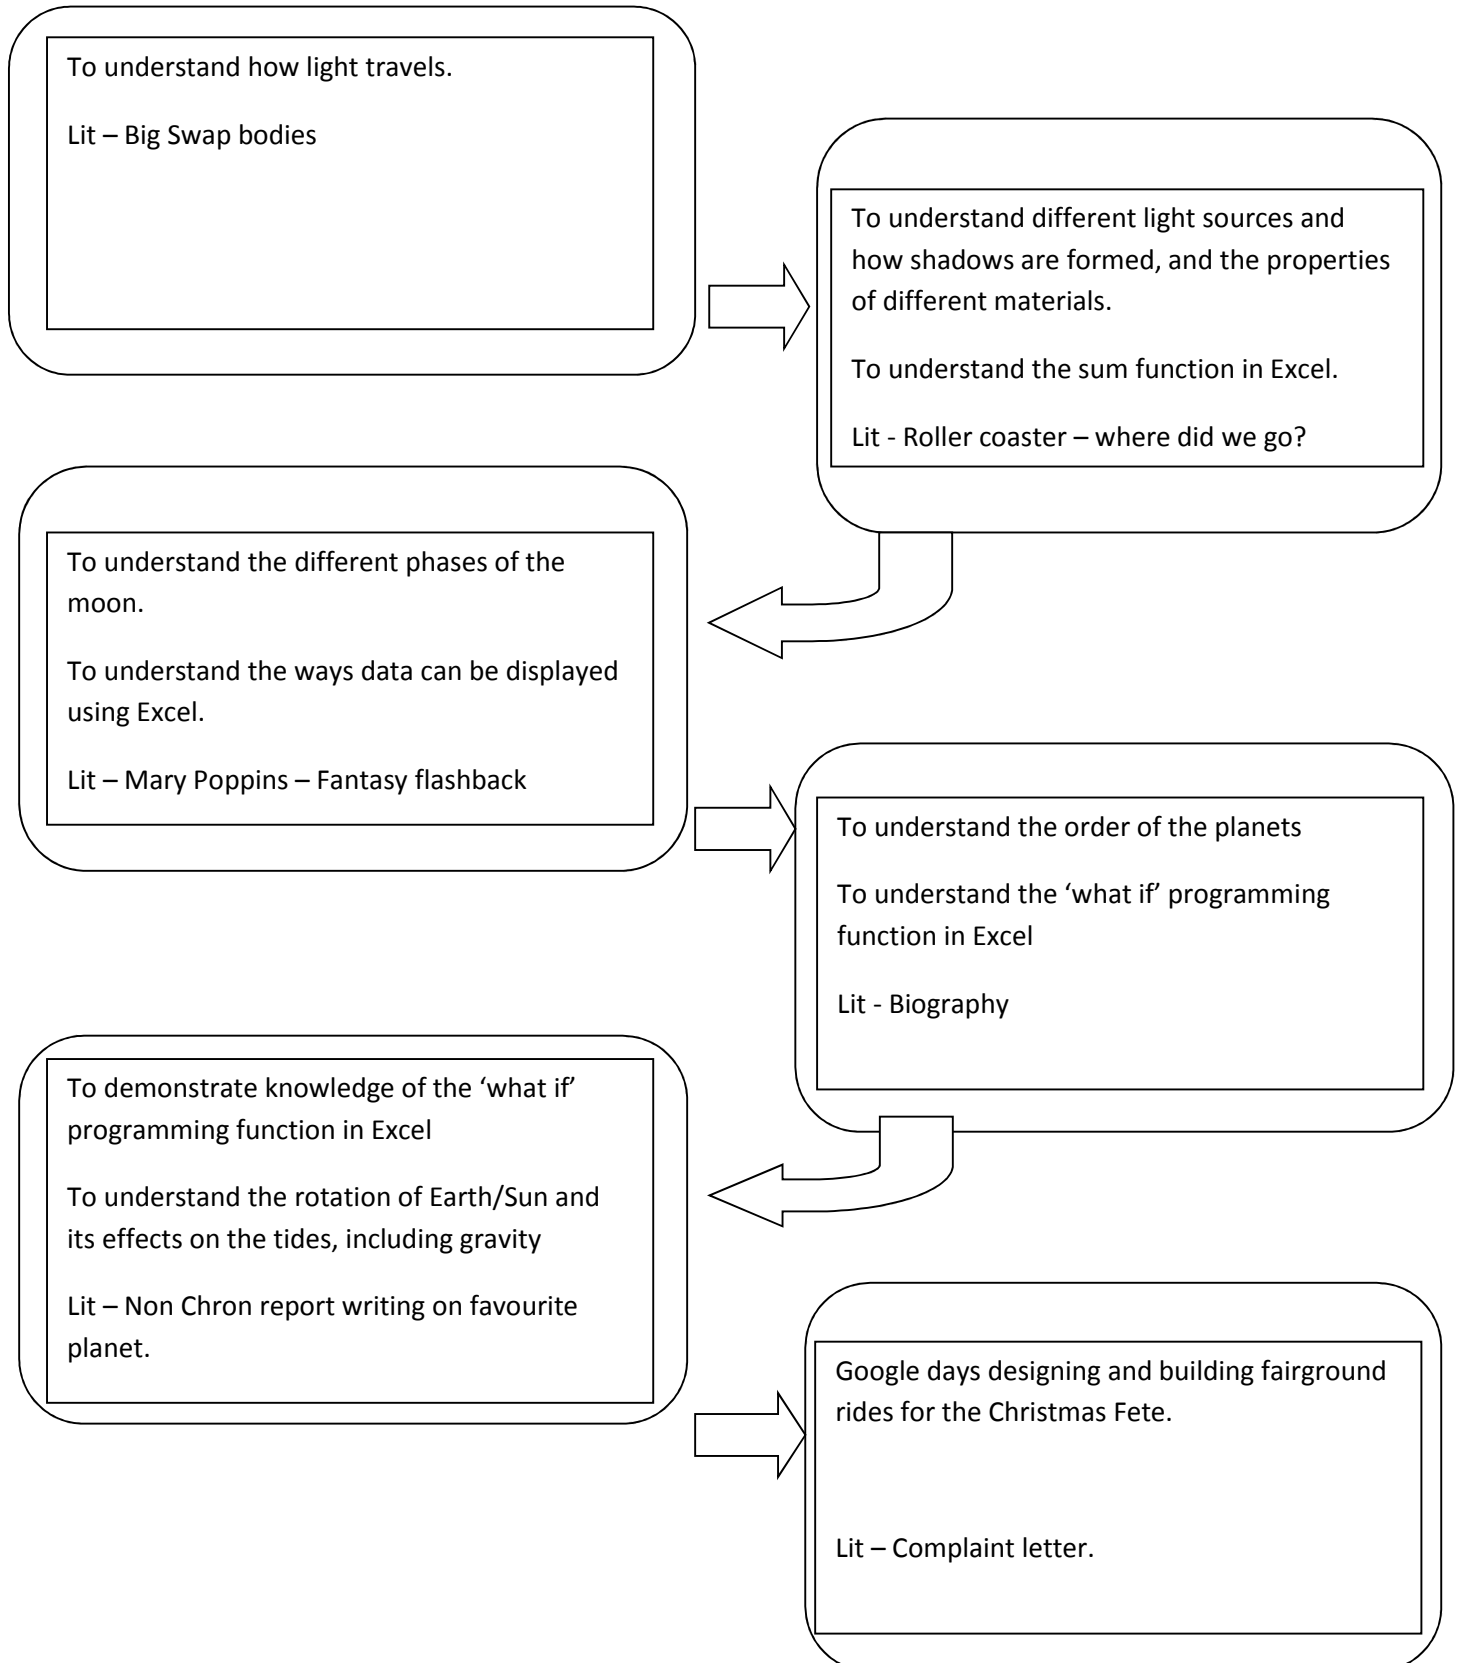 To understand how light travels.
Lit – Big Swap bodies
To understand different light sources and
how shadows are formed, and the properties
of different materials.
To understand the sum function in Excel.
Lit - Roller coaster – where did we go?
To understand the different phases of the
moon.
To understand the ways data can be displayed
using Excel.
Lit – Mary Poppins – Fantasy flashback
To understand the order of the planets
To understand the ‘what if’ programming
function in Excel
Lit - Biography
To demonstrate knowledge of the ‘what if’
programming function in Excel
To understand the rotation of Earth/Sun and
its effects on the tides, including gravity
Lit – Non Chron report writing on favourite
planet.
Google days designing and building fairground
rides for the Christmas Fete.
Lit – Complaint letter.